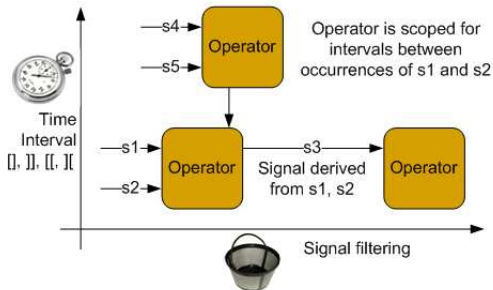 s4
s5
Operator
Operator is scoped for
intervals between
occurrences of s1 and s2
Time
Interval
[], ]], [[, ][
s1
s2
Operator
s3
Signal derived
from s1, s2
Operator
Signal filtering